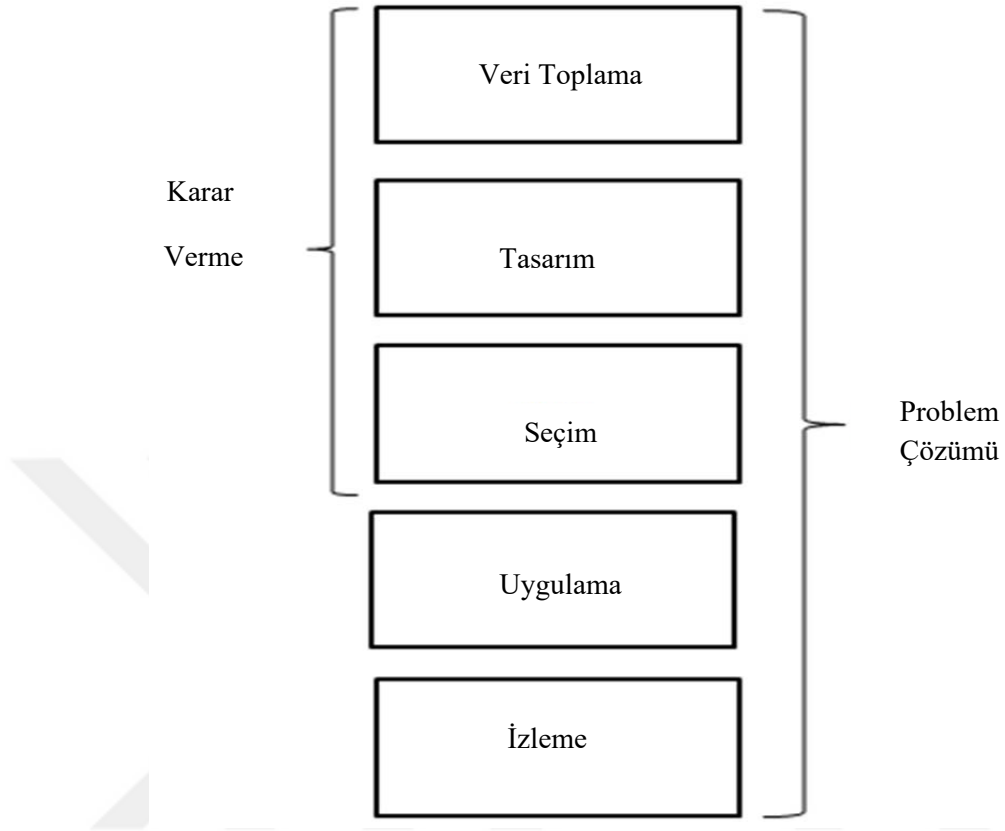 Veri Toplama
Karar
Verme
Tasarım
Seçim
Problem
Çözümü
Uygulama
İzleme